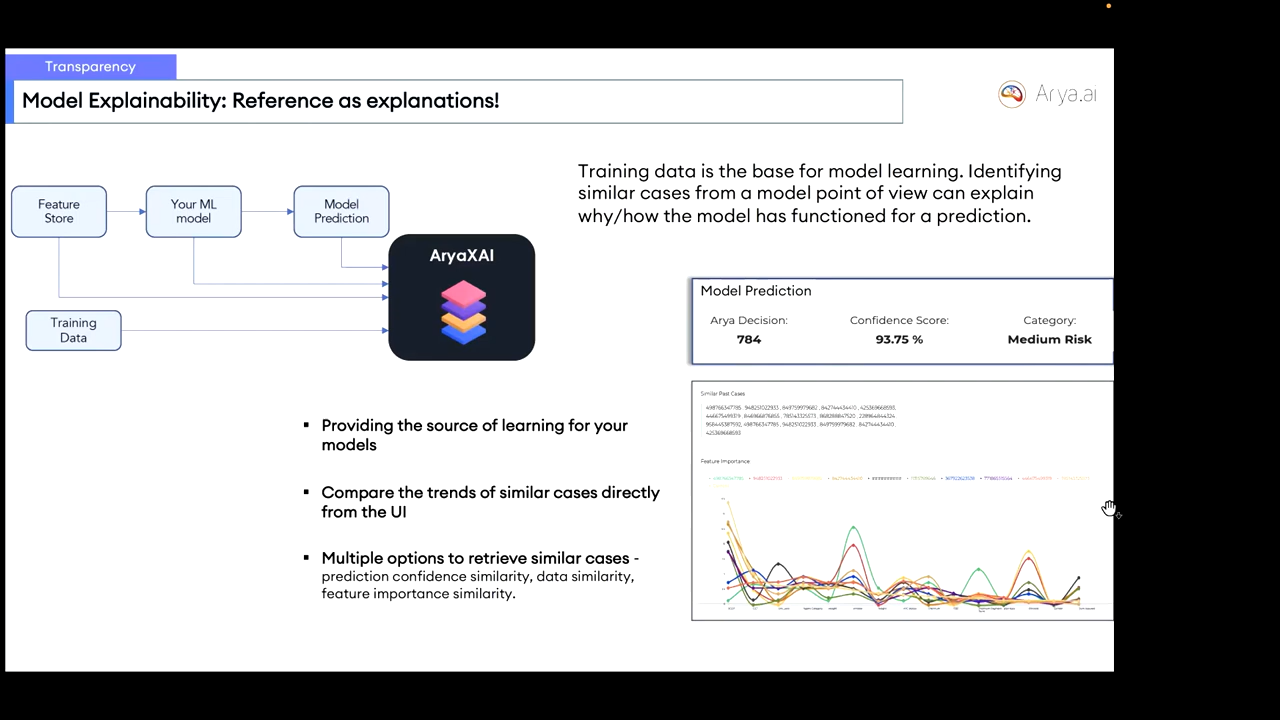 Transparency
Model Explainability: Reference as explanations!
Arya.ai
Feature
Store
Your ML
model
Model
Prediction
AryaXAI
Training
Data
Training data is the base for model learning. Identifying
similar cases from a model point of view can explain
why/how the model has functioned for a prediction.
Model Prediction
Arya Decision:
784
Confidence Score:
93.75 %
Category:
Medium Risk
Similar Past Cases
Feature Importance
▪ Providing the source of learning for your
models
▪ Compare the trends of similar cases directly
from the UI
▪ Multiple options to retrieve similar cases -
prediction confidence similarity, data similarity,
feature importance similarity.